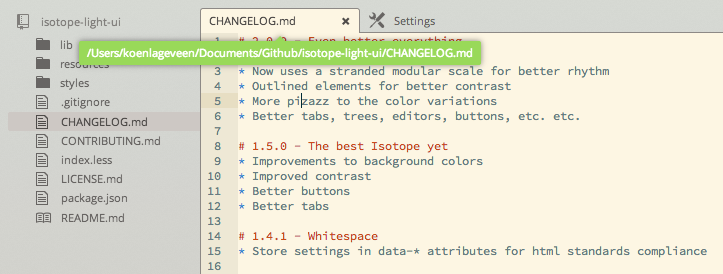 isotope-light-ui
lib
resources
styles
.gitignore
CHANGELOG.md
CONTRIBUTING.md
index.less
LICENSE.md
package.json
README.md
CHANGELOG.md ×
Settings
/Users/koenlageveen/Documents/Github/isotope-light-ui/CHANGELOG.md
1 # 2.0.0 - Even better everything
3 * Now uses a stranded modular scale for better rhythm
4 * Outlined elements for better contrast
5 * More pizazz to the color variations
6 * Better tabs, trees, editors, buttons, etc. etc.
7
8 # 1.5.0 - The best Isotope yet
9 * Improvements to background colors
10 * Improved contrast
11 * Better buttons
12 * Better tabs
13
14 # 1.4.1 - Whitespace
15 * Store settings in data-* attributes for html standards compliance
16